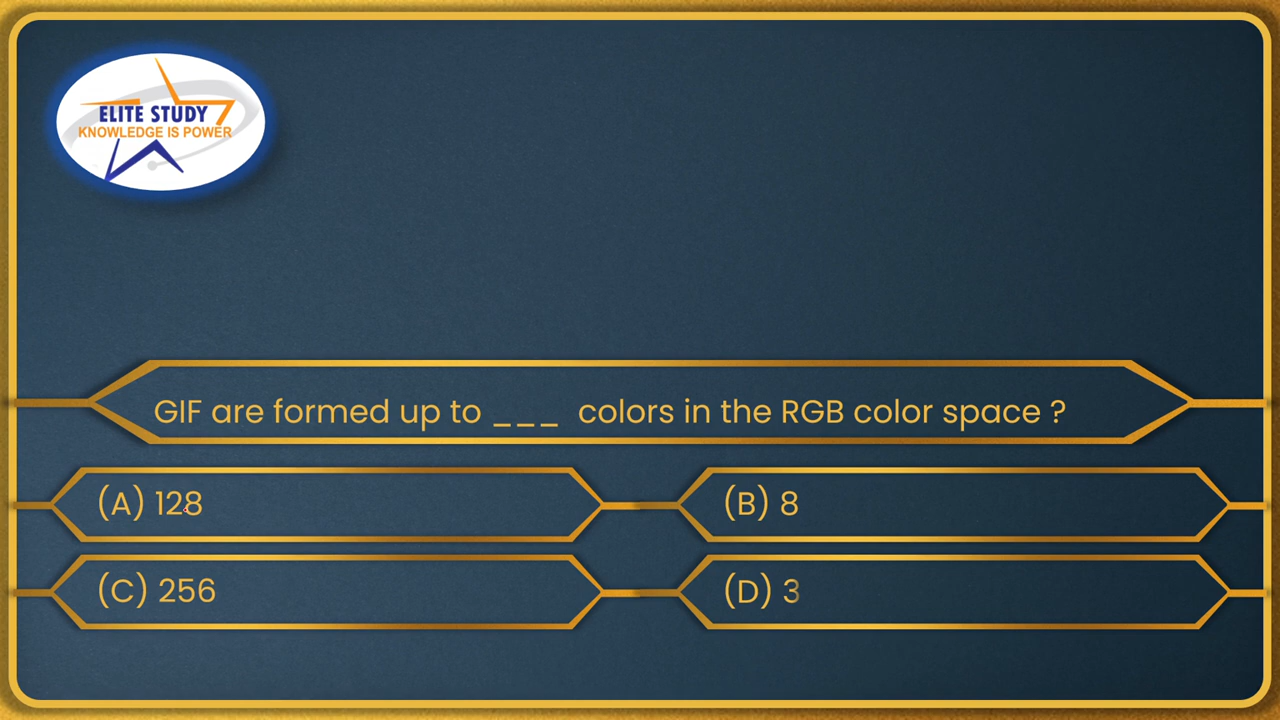 ELITE STUDY
KNOWLEDGE IS POWER
GIF are formed up to ___ colors in the RGB color space ?
(A) 128
(B) 8
(C) 256
(D) 3